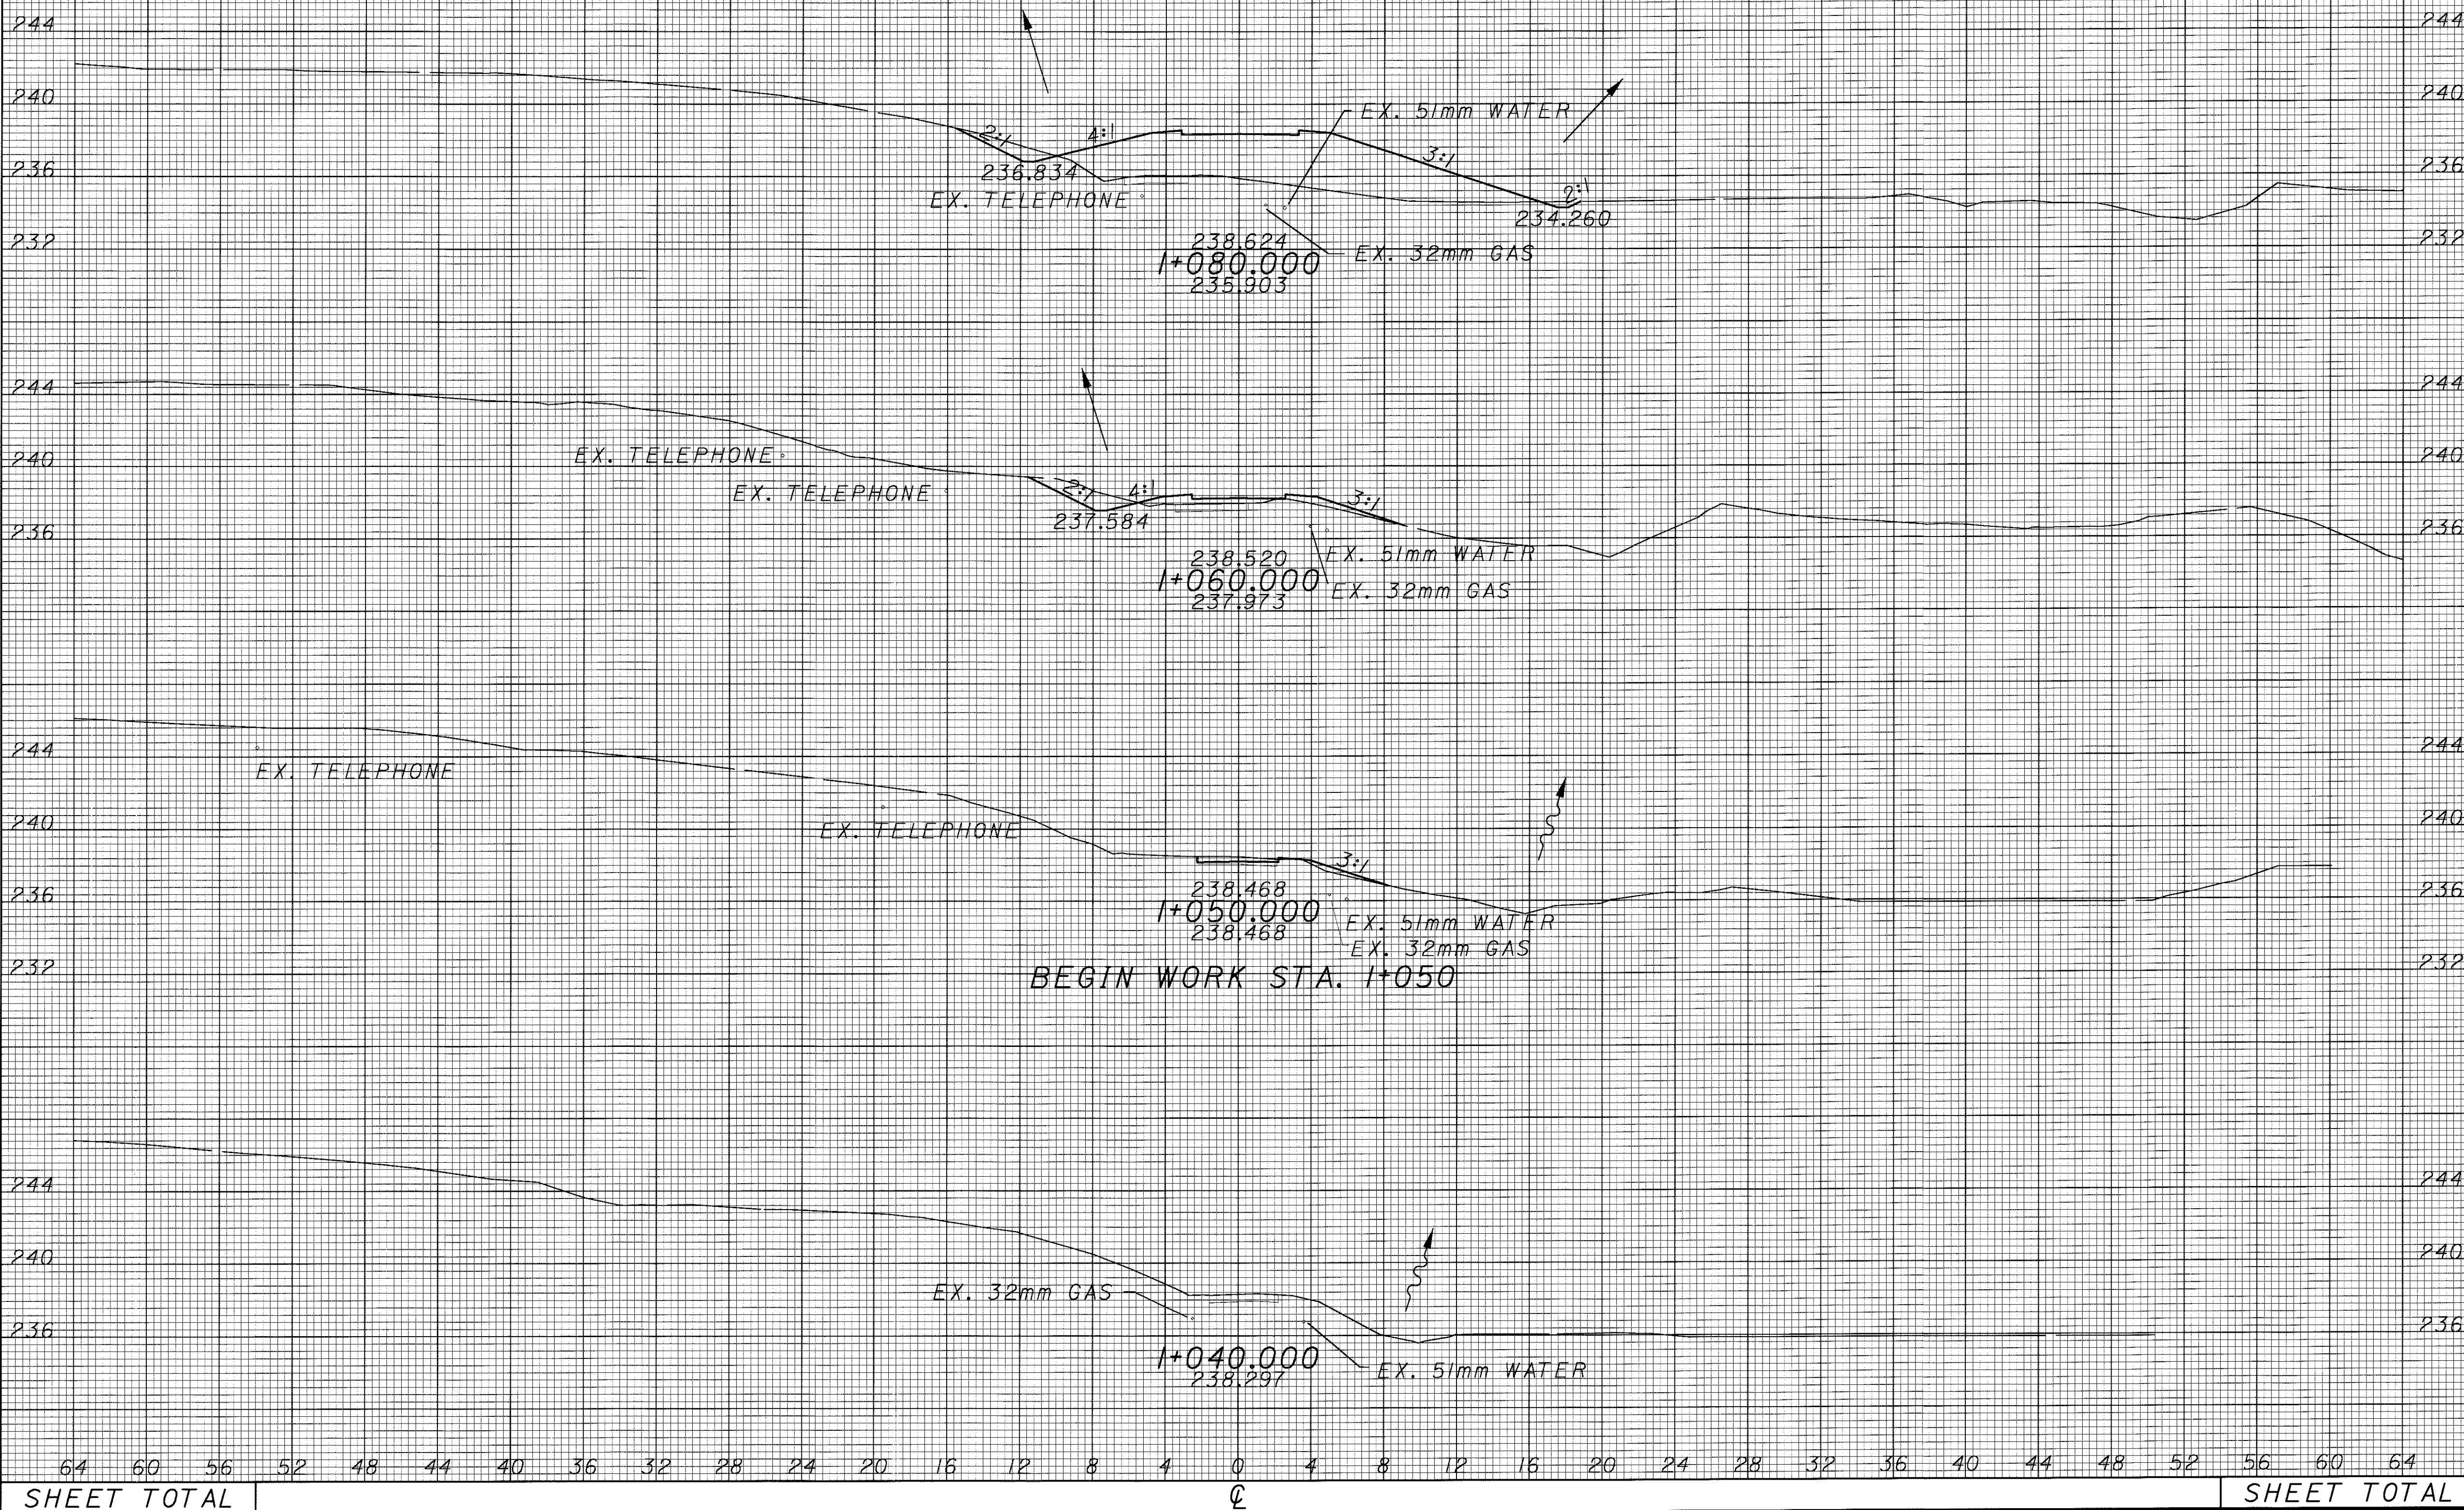 244 244
240 240
EX. 51mm WATER
2:1 4:1
3:1
236 236
236.834
EX. TELEPHONE
2:1
234.260
232 232
238.624
1+080.000
235.903
EX. 32mm GAS
244 244
240 240
EX. TELEPHONE
EX. TELEPHONE
2:1 4:1 3:1
237.584
236 236
238.520
1+060.000
237.973
EX. 51mm WATER
EX. 32mm GAS
244 244
EX. TELEPHONE
240 240
EX. TELEPHONE
3:1
236 236
238.468
1+050.000
238.468
EX. 51mm WATER
EX. 32mm GAS
232 232
BEGIN WORK STA. 1+050
244 244
240 240
EX. 32mm GAS
236 236
1+040.000
238.297
EX. 51mm WATER
64 60 56 52 48 44 40 36 32 28 24 20 16 12 8 4 0 4 8 12 16 20 24 28 32 36 40 44 48 52 56 60 64
SHEET TOTAL ℄ SHEET TOTAL